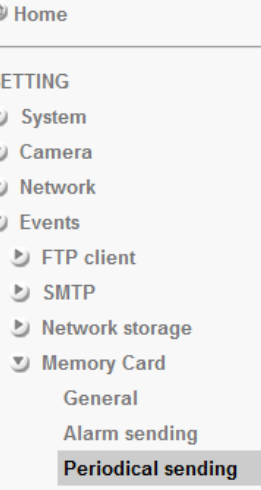 Home
ETTING
System
Camera
Network
Events
FTP client
SMTP
Network storage
Memory Card
General
Alarm sending
Periodical sending